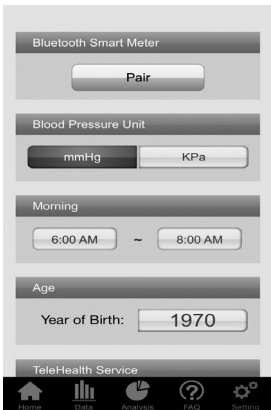 Bluetooth Smart Meter
Pair
Blood Pressure Unit
mmHg KPa
Morning
6:00 AM ~ 8:00 AM
Age
Year of Birth: 1970
TeleHealth Service
Home Data Analysis FAQ Setting